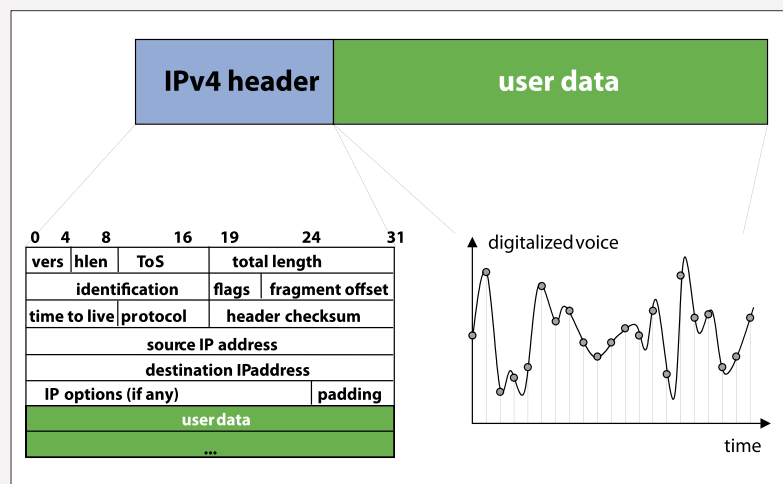 IPv4 header user data
0 4 8 16 19 24 31
vers hlen ToS total length
identification flags fragment offset
time to live protocol header checksum
source IP address
destination IPaddress
IP options (if any) padding
userdata
...
digitalizedvoice
time